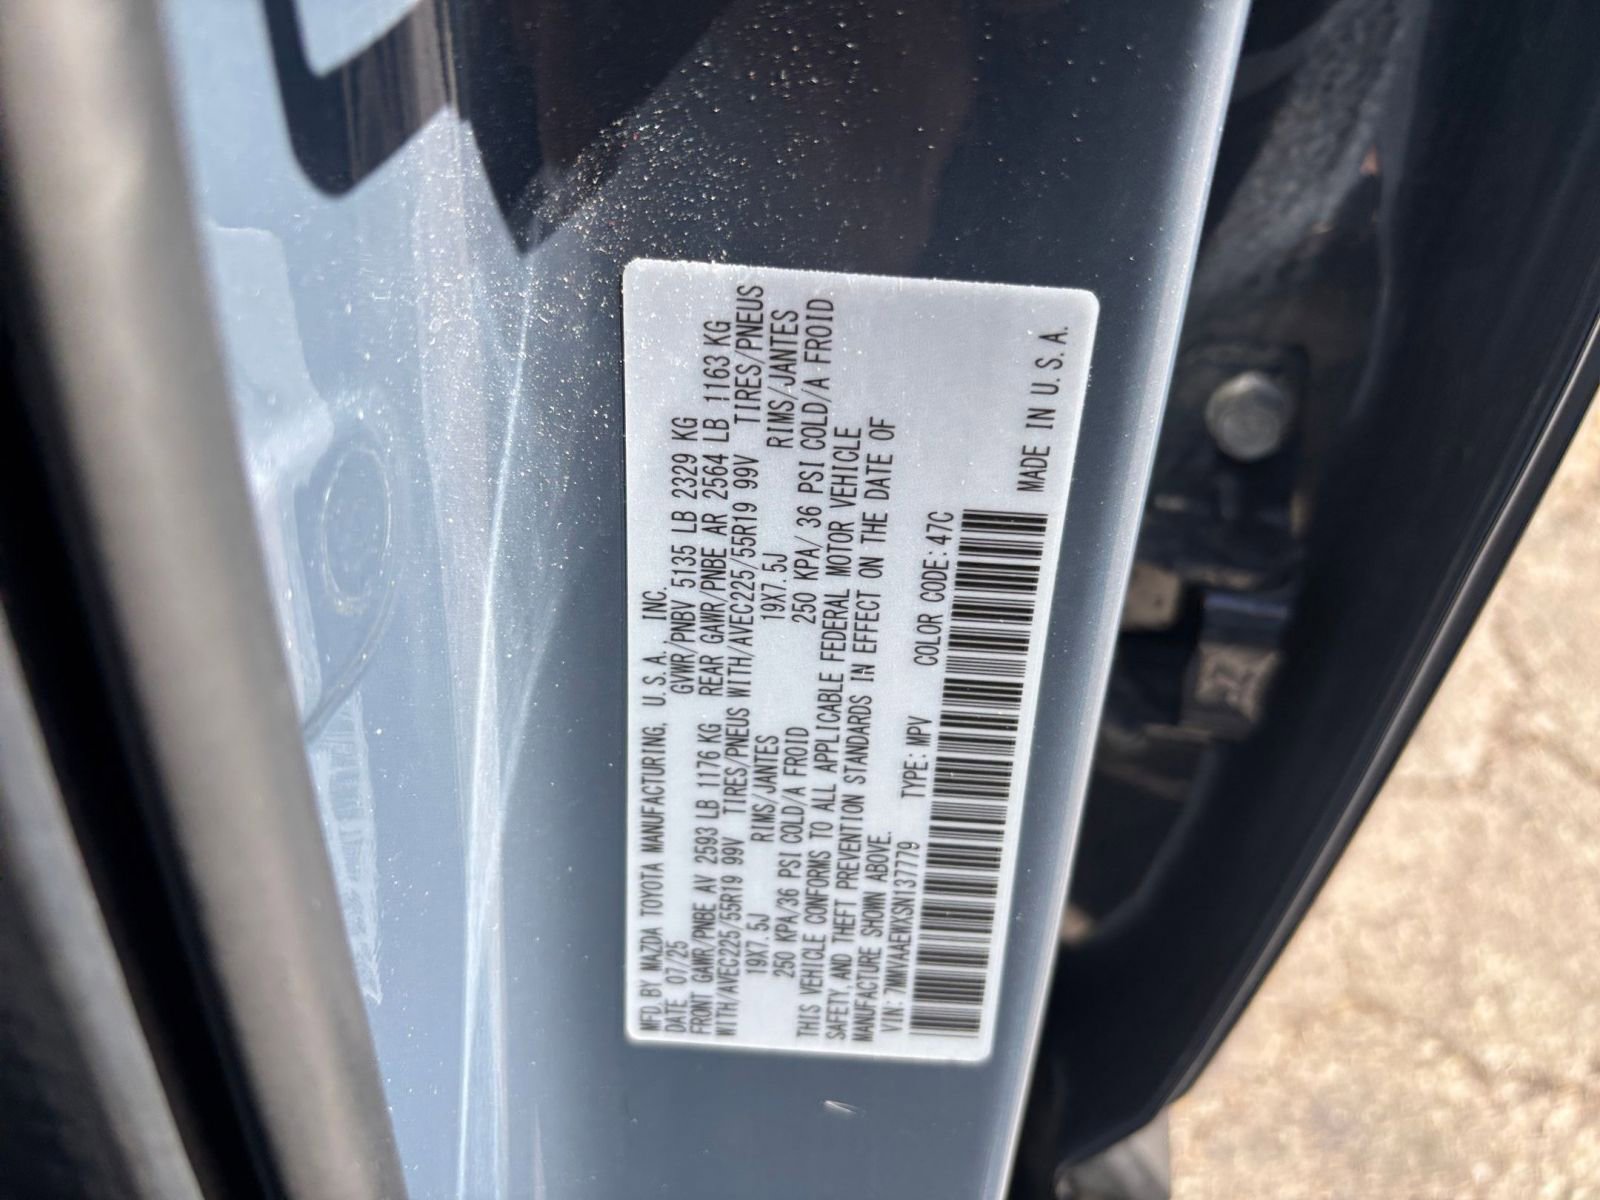 MFD. BY MAZDA TOYOTA MANUFACTURING, U.S.A. INC.
DATE 07/25 GVWR/PNBV 5135 LB 2329 KG
FRONT GAWR/PNBE AV 2593 LB 1176 KG REAR GAWR/PNBE AR 2564 LB 1163 KG
WITH/AVEC225/55R19 99V TIRES/PNEUS WITH/AVEC225/55R19 99V TIRES/PNEUS
19X7.5J RIMS/JANTES 19X7.5J RIMS/JANTES
250 KPA/36 PSI COLD/A FROID 250 KPA/ 36 PSI COLD/A FROID
THIS VEHICLE CONFORMS TO ALL APPLICABLE FEDERAL MOTOR VEHICLE
SAFETY, AND THEFT PREVENTION STANDARDS IN EFFECT ON THE DATE OF
MANUFACTURE SHOWN ABOVE.
VIN: 7MMVAAEWXSN137779 TYPE: MPV COLOR CODE: 47C
MADE IN U.S.A.